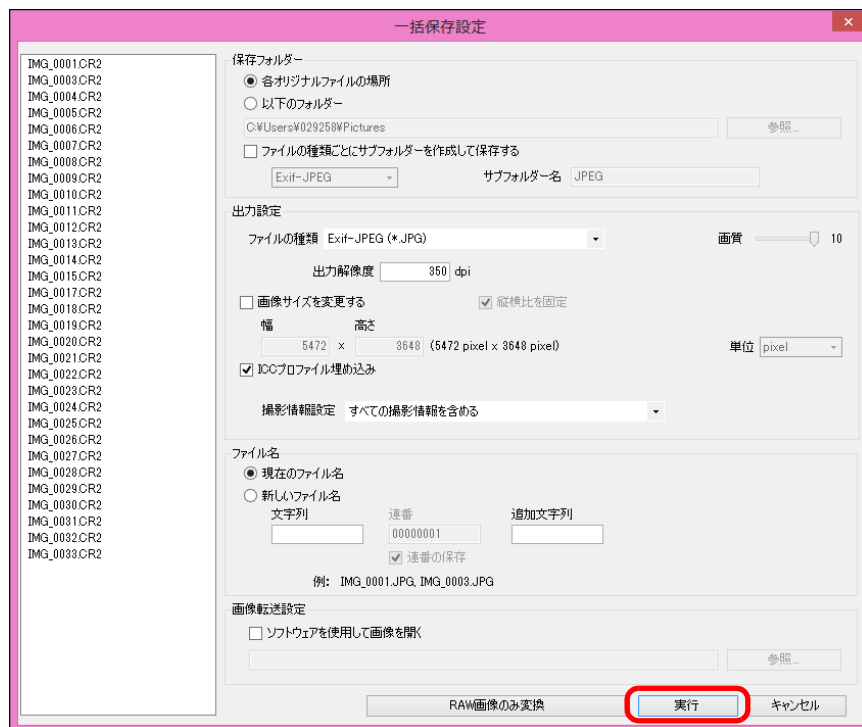 一括保存設定
IMG_0001.CR2
IMG_0003.CR2
IMG_0004.CR2
IMG_0005.CR2
IMG_0006.CR2
IMG_0007.CR2
IMG_0008.CR2
IMG_0009.CR2
IMG_0010.CR2
IMG_0011.CR2
IMG_0012.CR2
IMG_0013.CR2
IMG_0014.CR2
IMG_0015.CR2
IMG_0017.CR2
IMG_0018.CR2
IMG_0019.CR2
IMG_0020.CR2
IMG_0021.CR2
IMG_0022.CR2
IMG_0023.CR2
IMG_0024.CR2
IMG_0025.CR2
IMG_0026.CR2
IMG_0027.CR2
IMG_0028.CR2
IMG_0029.CR2
IMG_0030.CR2
IMG_0031.CR2
IMG_0032.CR2
IMG_0033.CR2
保存フォルダー
各オリジナルファイルの場所
以下のフォルダー
C:¥Users¥029258¥Pictures 参照...
ファイルの種類ごとにサブフォルダーを作成して保存する
Exif-JPEG サブフォルダー名 JPEG
出力設定
ファイルの種類 Exif-JPEG (*.JPG) 画質 10
出力解像度 350 dpi
画像サイズを変更する 縦横比を固定
幅 高さ
5472 x 3648 (5472 pixel x 3648 pixel) 単位 pixel
ICCプロファイル埋め込み
撮影情報設定 すべての撮影情報を含める
ファイル名
現在のファイル名
新しいファイル名
文字列 連番 追加文字列
00000001
連番の保存
例: IMG_0001.JPG, IMG_0003.JPG
画像転送設定
ソフトウェアを使用して画像を開く
参照...
RAW画像のみ変換 実行 キャンセル